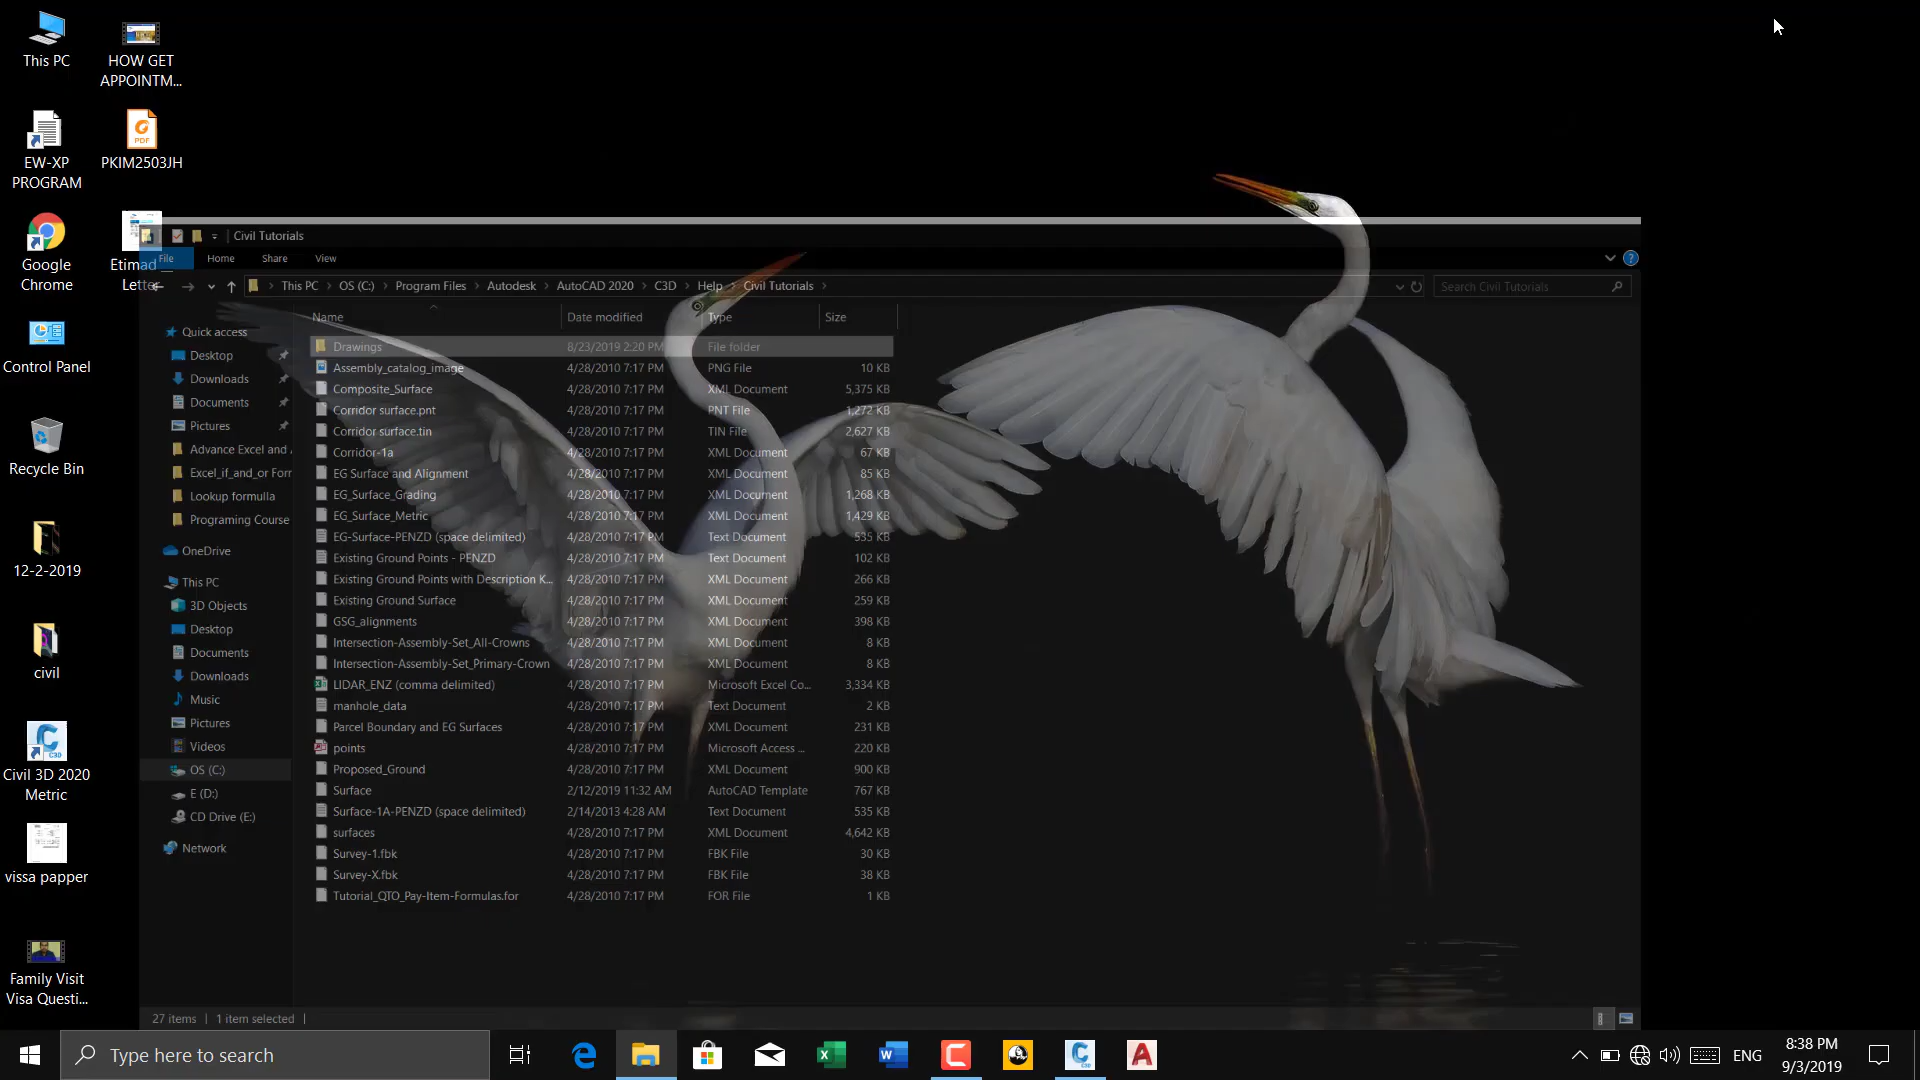 This PC
HOW GET
APPOINTM...
EW-XP
PROGRAM
PDF
PKIM2503JH
Google
Chrome
Etimad
Lett
Control Panel
Recycle Bin
12-2-2019
civil
C3D
Civil 3D 2020
Metric
vissa papper
Family Visit
Visa Questi...
Civil Tutorials
File Home Share View
This PC > OS (C:) > Program Files > Autodesk > AutoCAD 2020 > C3D > Help > Civil Tutorials >
Search Civil Tutorials
Quick access
Desktop
Downloads
Documents
Pictures
Advance Excel and
Excel_if_and_or Forr
Lookup formulla
Programing Course
OneDrive
This PC
3D Objects
Desktop
Documents
Downloads
Music
Pictures
Videos
OS (C:)
E (D:)
CD Drive (E:)
Network
Name Date modified Type Size
Drawings 8/23/2019 2:20 PM File folder
Assembly_catalog_image 4/28/2010 7:17 PM PNG File 10 KB
Composite_Surface 4/28/2010 7:17 PM XML Document 5,375 KB
Corridor surface.pnt 4/28/2010 7:17 PM PNT File 1,272 KB
Corridor surface.tin 4/28/2010 7:17 PM TIN File 2,627 KB
Corridor-1a 4/28/2010 7:17 PM XML Document 67 KB
EG Surface and Alignment 4/28/2010 7:17 PM XML Document 85 KB
EG_Surface_Grading 4/28/2010 7:17 PM XML Document 1,268 KB
EG_Surface_Metric 4/28/2010 7:17 PM XML Document 1,429 KB
EG-Surface-PENZD (space delimited) 4/28/2010 7:17 PM Text Document 535 KB
Existing Ground Points - PENZD 4/28/2010 7:17 PM Text Document 102 KB
Existing Ground Points with Description K... 4/28/2010 7:17 PM XML Document 266 KB
Existing Ground Surface 4/28/2010 7:17 PM XML Document 259 KB
GSG_alignments 4/28/2010 7:17 PM XML Document 398 KB
Intersection-Assembly-Set_All-Crowns 4/28/2010 7:17 PM XML Document 8 KB
Intersection-Assembly-Set_Primary-Crown 4/28/2010 7:17 PM XML Document 8 KB
LIDAR_ENZ (comma delimited) 4/28/2010 7:17 PM Microsoft Excel Co... 3,334 KB
manhole_data 4/28/2010 7:17 PM Text Document 2 KB
Parcel Boundary and EG Surfaces 4/28/2010 7:17 PM XML Document 231 KB
points 4/28/2010 7:17 PM Microsoft Access ... 220 KB
Proposed_Ground 4/28/2010 7:17 PM XML Document 900 KB
Surface 2/12/2019 11:32 AM AutoCAD Template 767 KB
Surface-1A-PENZD (space delimited) 2/14/2013 4:28 AM Text Document 535 KB
surfaces 4/28/2010 7:17 PM XML Document 4,642 KB
Survey-1.fbk 4/28/2010 7:17 PM FBK File 30 KB
Survey-X.fbk 4/28/2010 7:17 PM FBK File 38 KB
Tutorial_QTO_Pay-Item-Formulas.for 4/28/2010 7:17 PM FOR File 1 KB
27 items | 1 item selected |
Type here to search
ENG
8:38 PM
9/3/2019